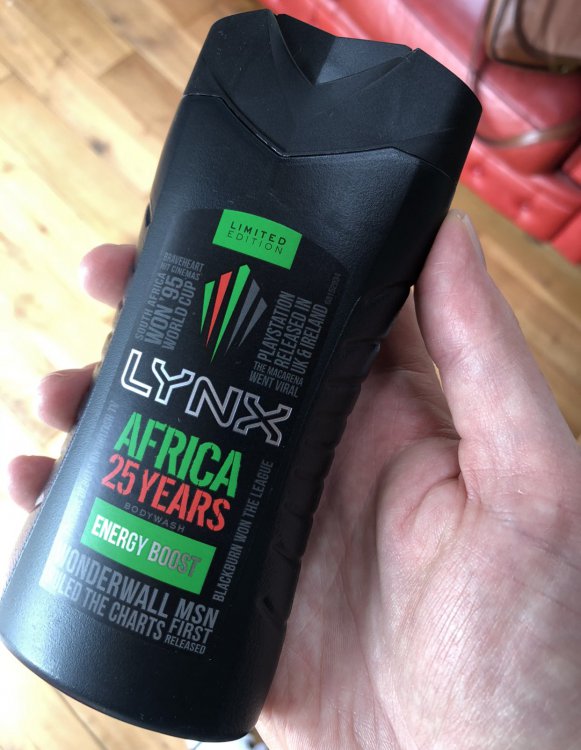 LIMITED
EDITION
BRAVEHEART
HIT CINEMAS
SOUTH AFRICA
WON '95
WORLD CUP
PLAYSTATION
RELEASED IN
UK & IRELAND
THE MACARENA
WENT VIRAL
LYNX
AFRICA
25 YEARS
BODYWASH
ENERGY BOOST
BLACKBURN WON THE LEAGUE
WONDERWALL
THE CHARTS
MSN
FIRST
RELEASED